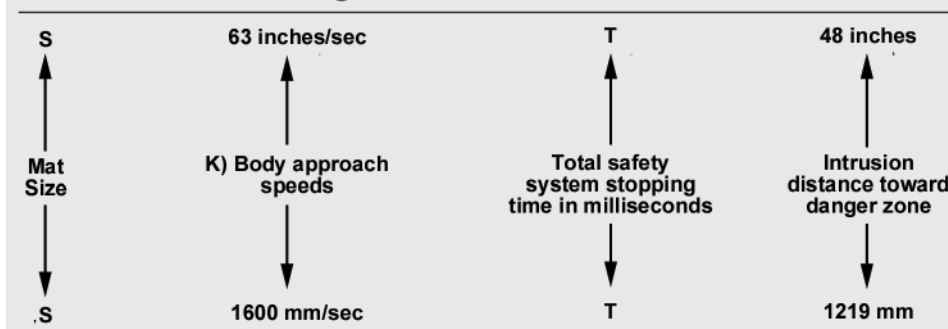 S 63 inches/sec T 48 inches
Mat Size
K) Body approach speeds
Total safety system stopping time in milliseconds
Intrusion distance toward danger zone
.S 1600 mm/sec T 1219 mm